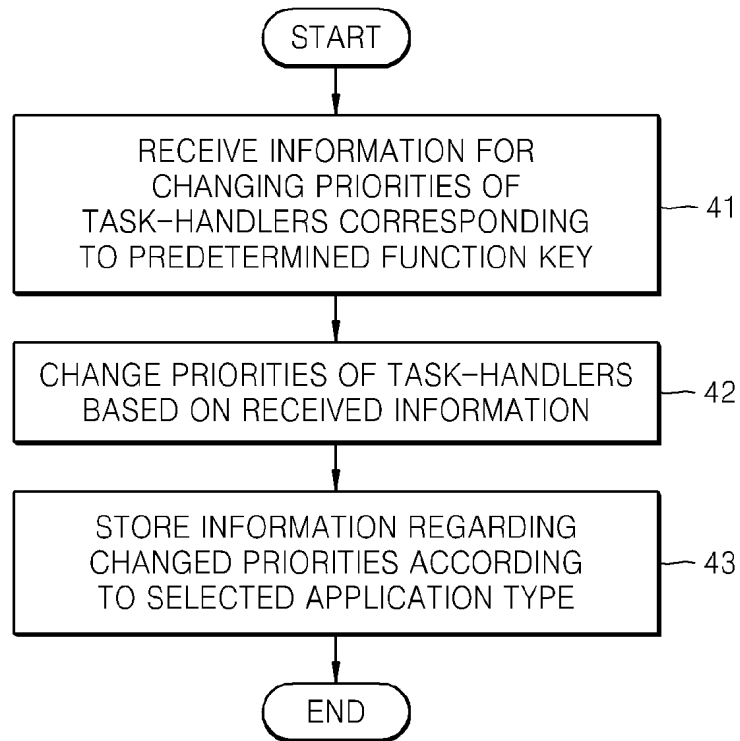 START
RECEIVE INFORMATION FOR
CHANGING PRIORITIES OF
TASK-HANDLERS CORRESPONDING
TO PREDETERMINED FUNCTION KEY
41
CHANGE PRIORITIES OF TASK-HANDLERS
BASED ON RECEIVED INFORMATION
42
STORE INFORMATION REGARDING
CHANGED PRIORITIES ACCORDING
TO SELECTED APPLICATION TYPE
43
END